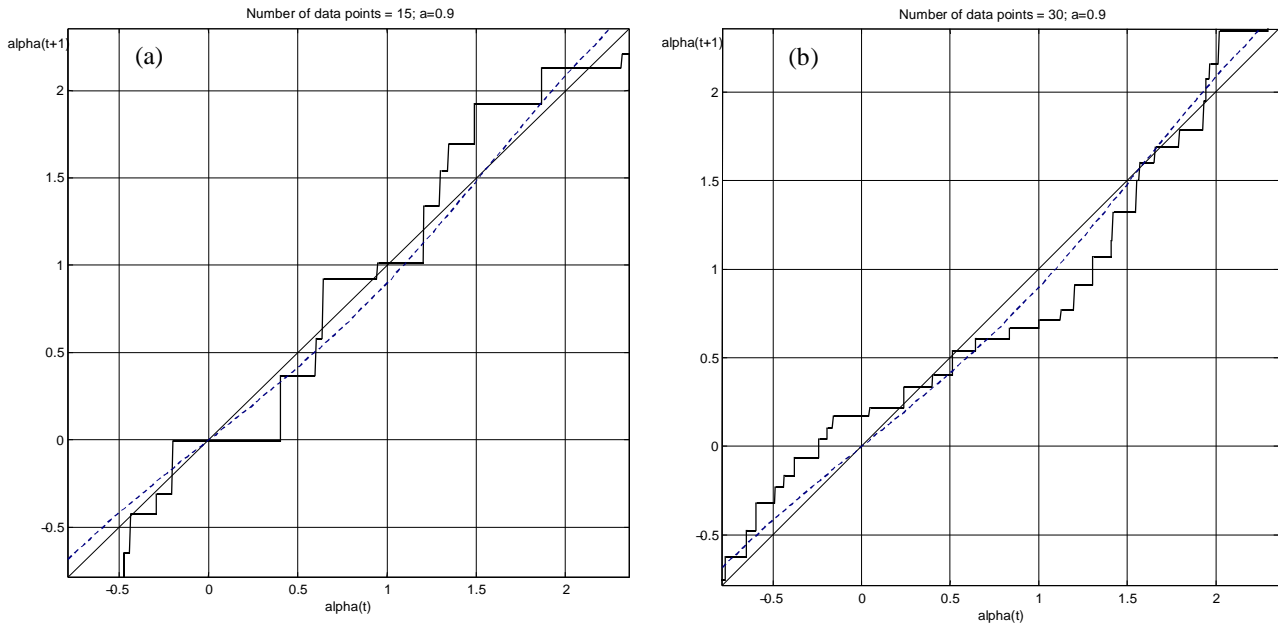 Number of data points = 15; a=0.9
alpha(t+1)
(a)
2
1.5
1
0.5
0
-0.5
-0.5 0 0.5 1 1.5 2
alpha(t)
Number of data points = 30; a=0.9
alpha(t+1)
(b)
2
1.5
1
0.5
0
-0.5
-0.5 0 0.5 1 1.5 2
alpha(t)